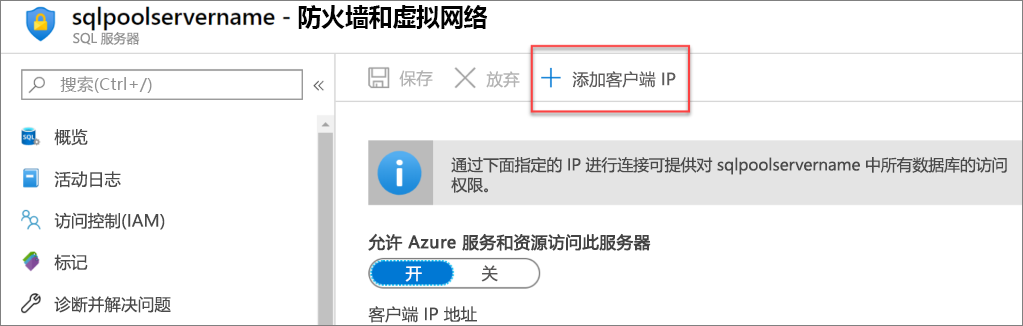 sqlpoolservername - 防火墙和虚拟网络
SQL 服务器
搜索(Ctrl+/)
«
保存
放弃
添加客户端 IP
SQL
概览
活动日志
访问控制(IAM)
标记
诊断并解决问题
通过下面指定的 IP 进行连接可提供对 sqlpoolservername 中所有数据库的访问
权限。
允许 Azure 服务和资源访问此服务器
开 关
客户端 IP 地址